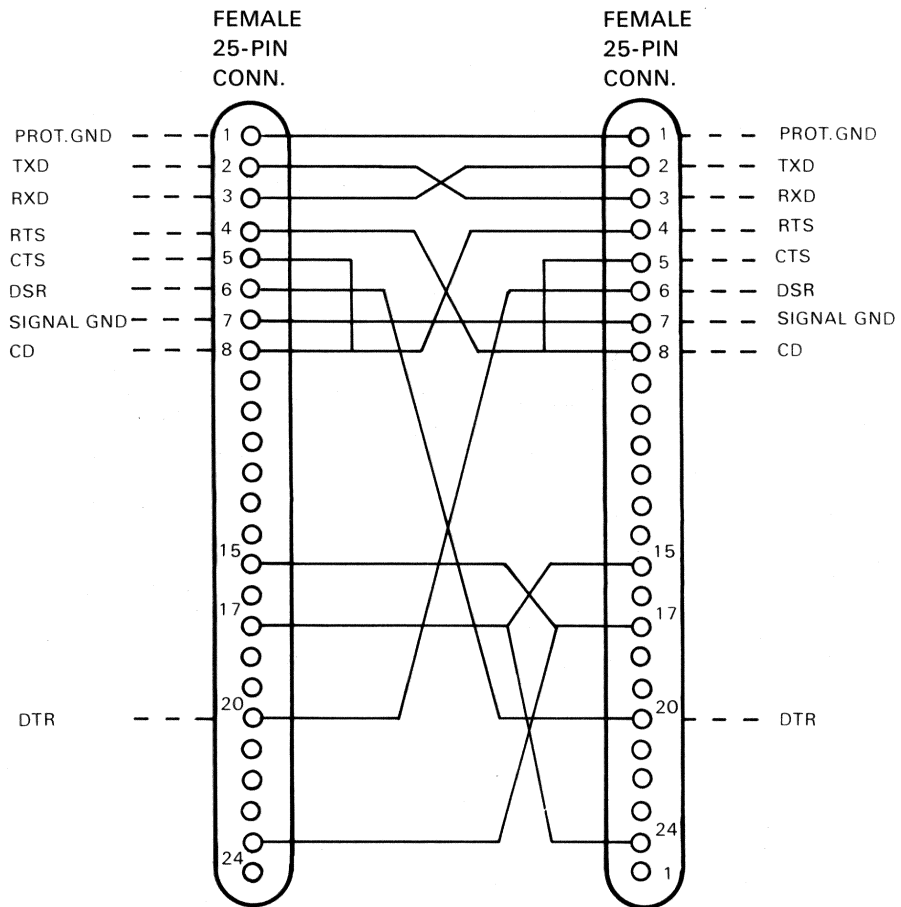 FEMALE
25-PIN
CONN.
FEMALE
25-PIN
CONN.
PROT.GND 1 1 PROT.GND
TXD 2 2 TXD
RXD 3 3 RXD
RTS 4 4 RTS
CTS 5 5 CTS
DSR 6 6 DSR
SIGNAL GND 7 7 SIGNAL GND
CD 8 8 CD
15 15
17 17
20 20
DTR DTR
24
24
1